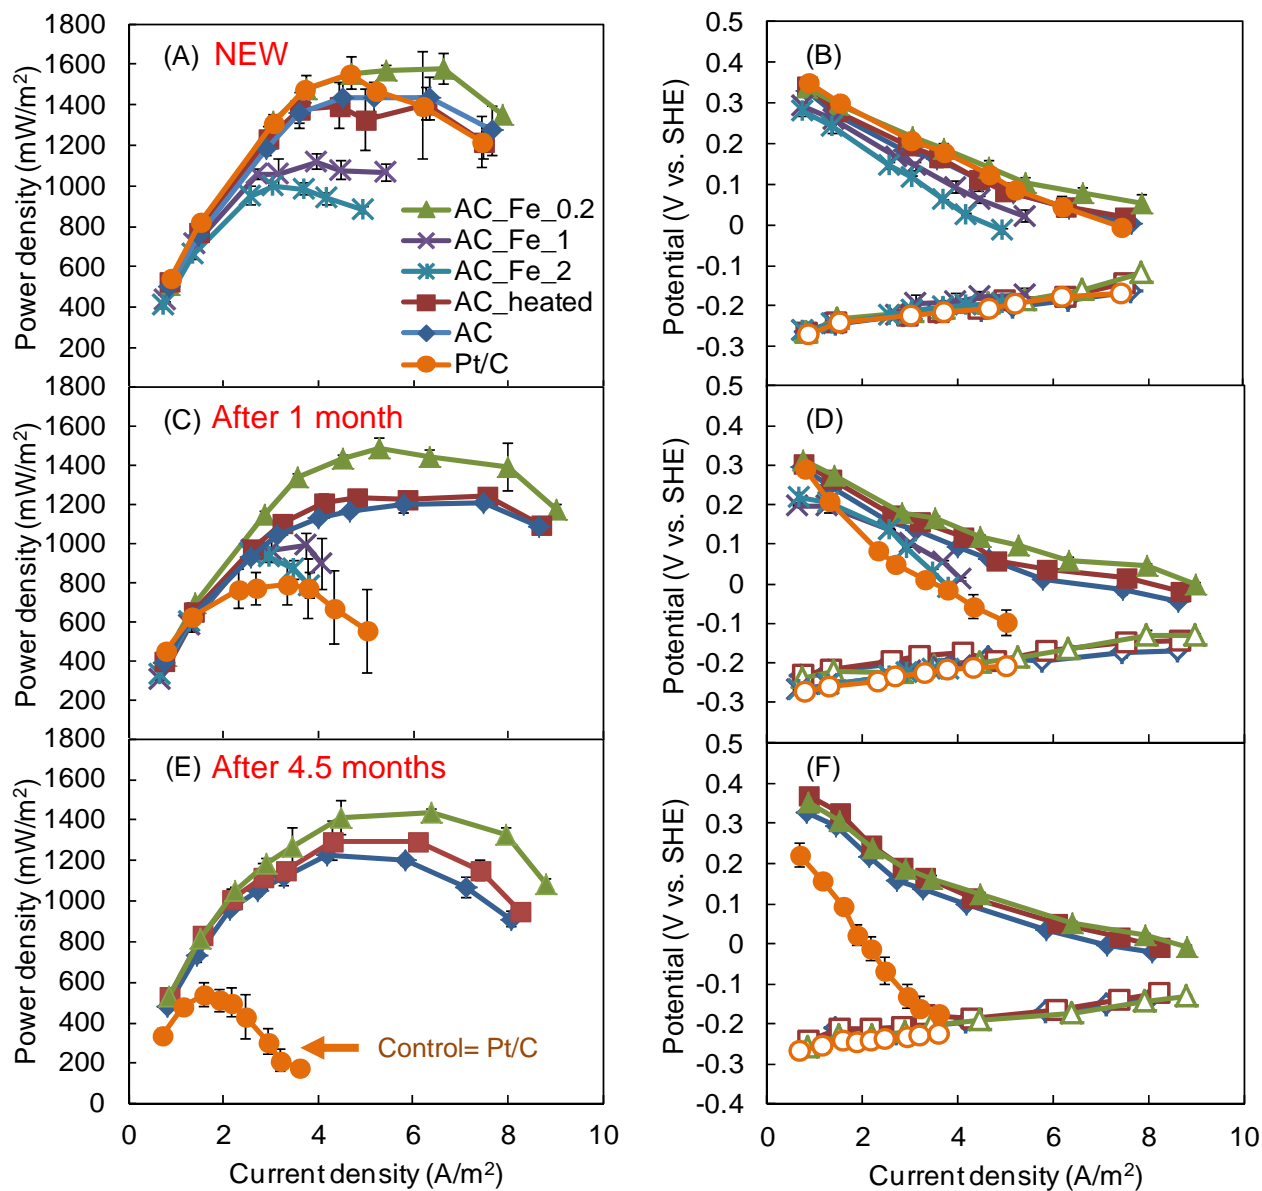 (A) NEW
Power density (mW/m²)
1800
1600
1400
1200
1000
800
600
400
200
1800
AC_Fe_0.2
AC_Fe_1
AC_Fe_2
AC_heated
AC
Pt/C
(B)
Potential (V vs. SHE)
0.5
0.4
0.3
0.2
0.1
0
-0.1
-0.2
-0.3
0.5
(C) After 1 month
Power density (mW/m²)
1600
1400
1200
1000
800
600
400
200
1800
(D)
Potential (V vs. SHE)
0.4
0.3
0.2
0.1
0
-0.1
-0.2
-0.3
0.5
(E) After 4.5 months
Power density (mW/m²)
1600
1400
1200
1000
800
600
400
200
0
Control= Pt/C
0 2 4 6 8 10
Current density (A/m²)
(F)
Potential (V vs. SHE)
0.4
0.3
0.2
0.1
0
-0.1
-0.2
-0.3
-0.4
0 2 4 6 8 10
Current density (A/m²)